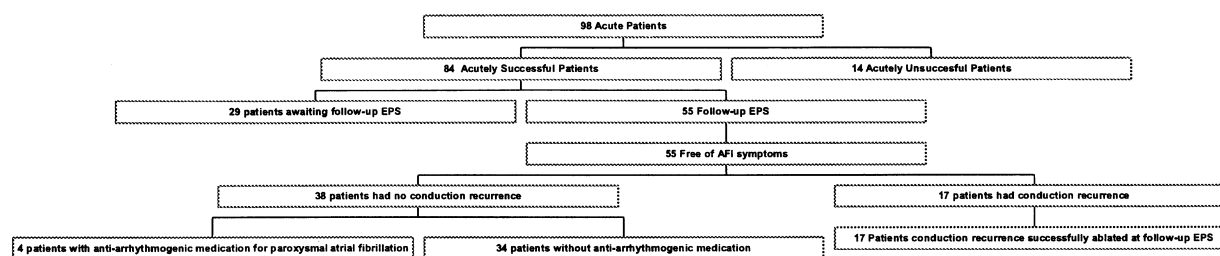 98 Acute Patients
84 Acutely Successful Patients
14 Acutely Unsuccesful Patients
29 patients awaiting follow-up EPS
55 Follow-up EPS
55 Free of AFl symptoms
38 patients had no conduction recurrence
17 patients had conduction recurrence
4 patients with anti-arrhythmogenic medication for paroxysmal atrial fibrillation
34 patients without anti-arrhythmogenic medication
17 Patients conduction recurrence successfully ablated at follow-up EPS